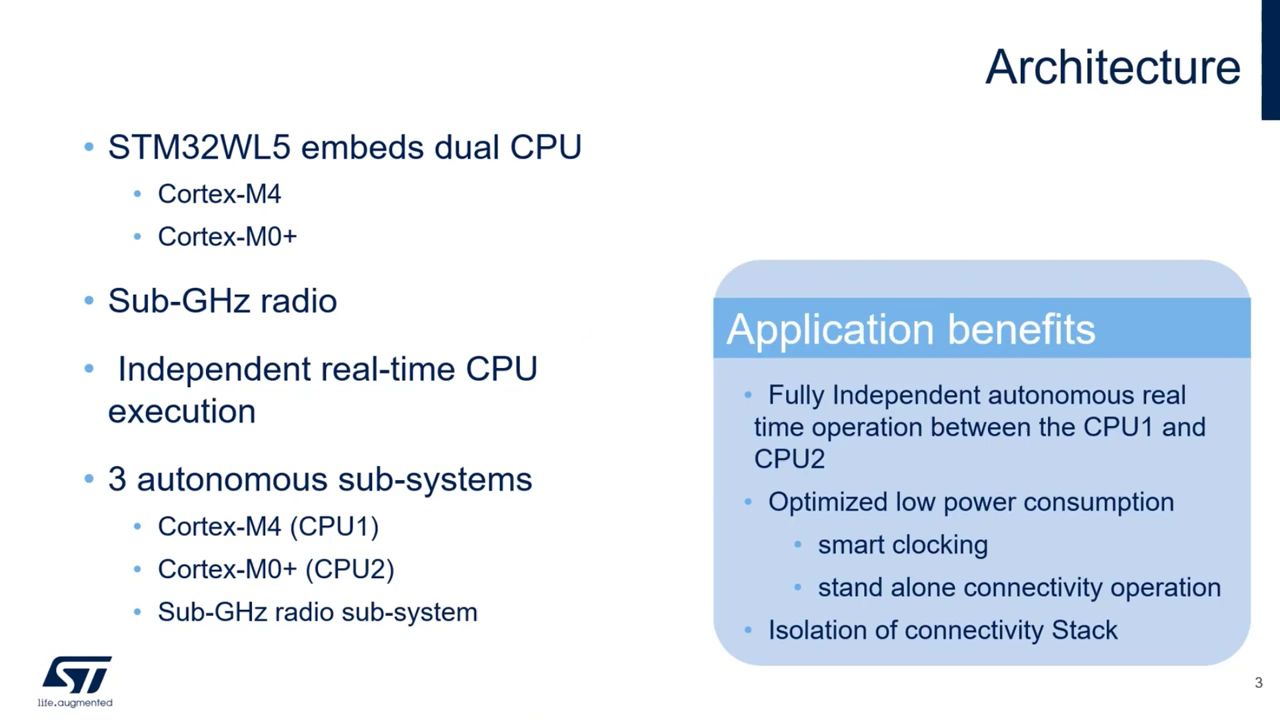 Architecture
• STM32WL5 embeds dual CPU
• Cortex-M4
• Cortex-M0+
• Sub-GHz radio
• Independent real-time CPU
execution
• 3 autonomous sub-systems
• Cortex-M4 (CPU1)
• Cortex-M0+ (CPU2)
• Sub-GHz radio sub-system
Application benefits
• Fully Independent autonomous real
time operation between the CPU1 and
CPU2
• Optimized low power consumption
• smart clocking
• stand alone connectivity operation
• Isolation of connectivity Stack
ST
life.augmented
3